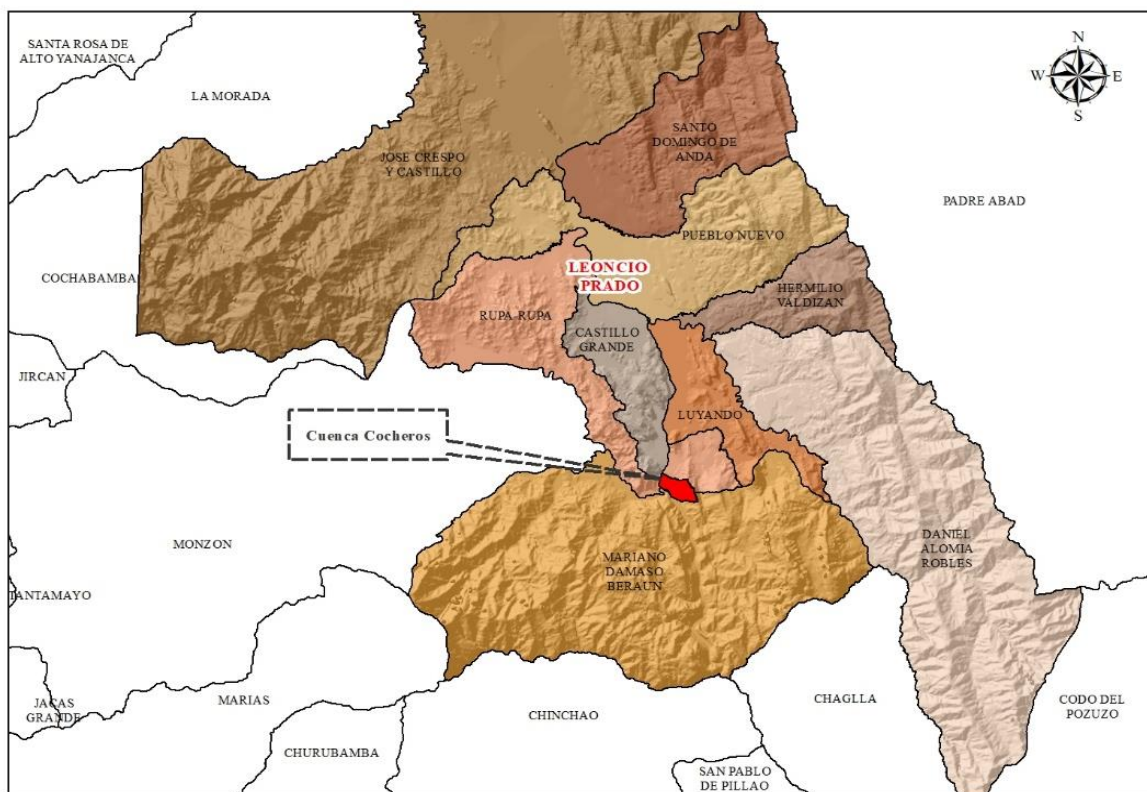 N
W E
S
SANTA ROSA DE
ALTO YANAJANCA
LA MORADA
SANTO
DOMINGO DE
ANDA
JOSE CRESPO
Y CASTILLO
PADRE ABAD
PUEBLO NUEVO
COCHABAMBA
LEONCIO
PRADO
HERMILIO
VALDIZAN
RUPA-RUPA
CASTILLO
GRANDE
JIRCAN
LUYANDO
Cuenca Cocheros
MONZON
DANIEL
ALOMIA
ROBLES
MARIANO
DAMASO
BERAUN
TANTAMAYO
JACAS
GRANDE
MARIAS
CHINCHAO
CHAGLLA
CODO DEL
POZUZO
CHURUBAMBA
SAN PABLO
DE PILLAO